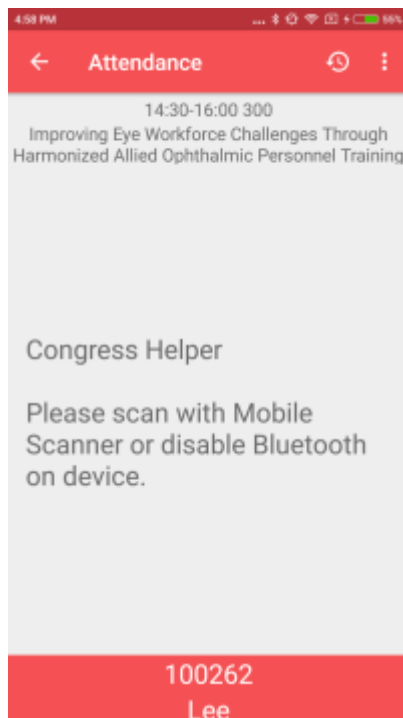 4:58 PM ... 55%
Attendance
14:30-16:00 300
Improving Eye Workforce Challenges Through
Harmonized Allied Ophthalmic Personnel Training
Congress Helper
Please scan with Mobile
Scanner or disable Bluetooth
on device.
100262
Lee